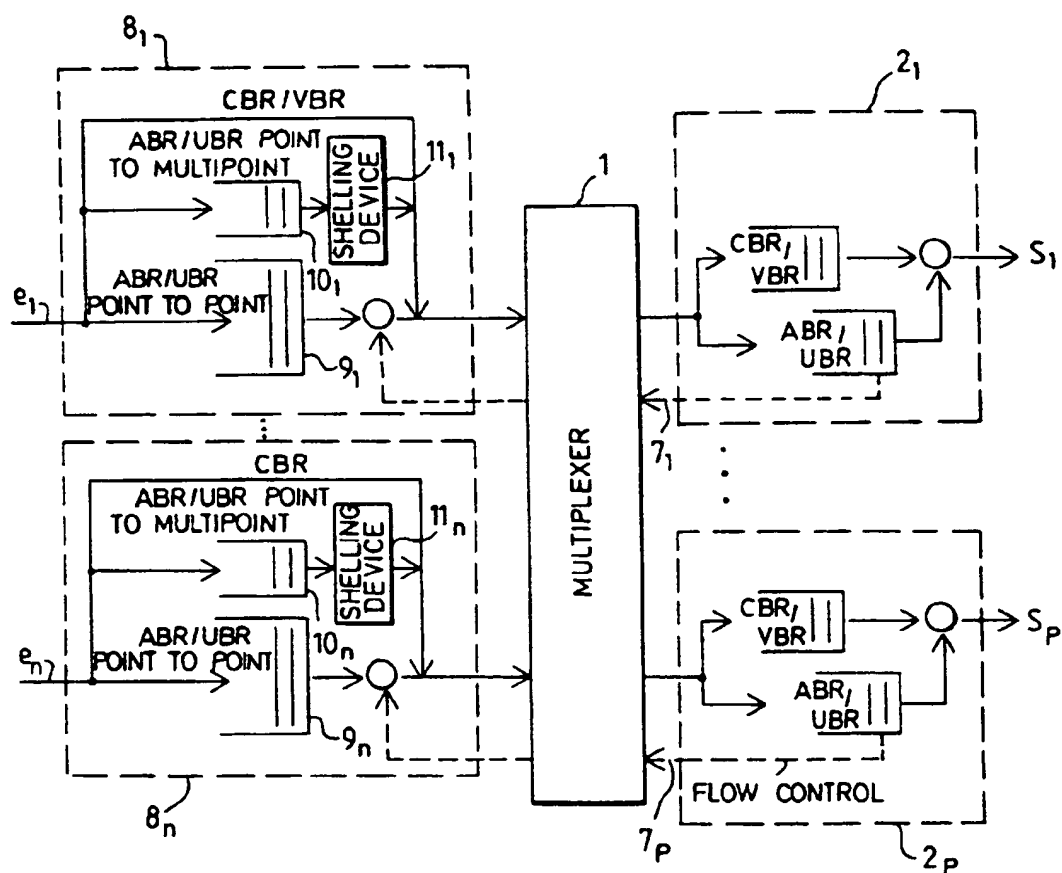 8₁
CBR/VBR
ABR/UBR POINT
TO MULTIPOINT
SHELLING
DEVICE
11₁
10₁
ABR/UBR
POINT TO POINT
e₁
9₁
1
MULTIPLEXER
2₁
CBR/
VBR
S₁
ABR/
UBR
7₁
CBR
ABR/UBR POINT
TO MULTIPOINT
SHELLING
DEVICE
11ₙ
10ₙ
ABR/UBR
POINT TO POINT
eₙ
9ₙ
8ₙ
CBR/
VBR
Sₚ
ABR/
UBR
FLOW CONTROL
7ₚ
2ₚ